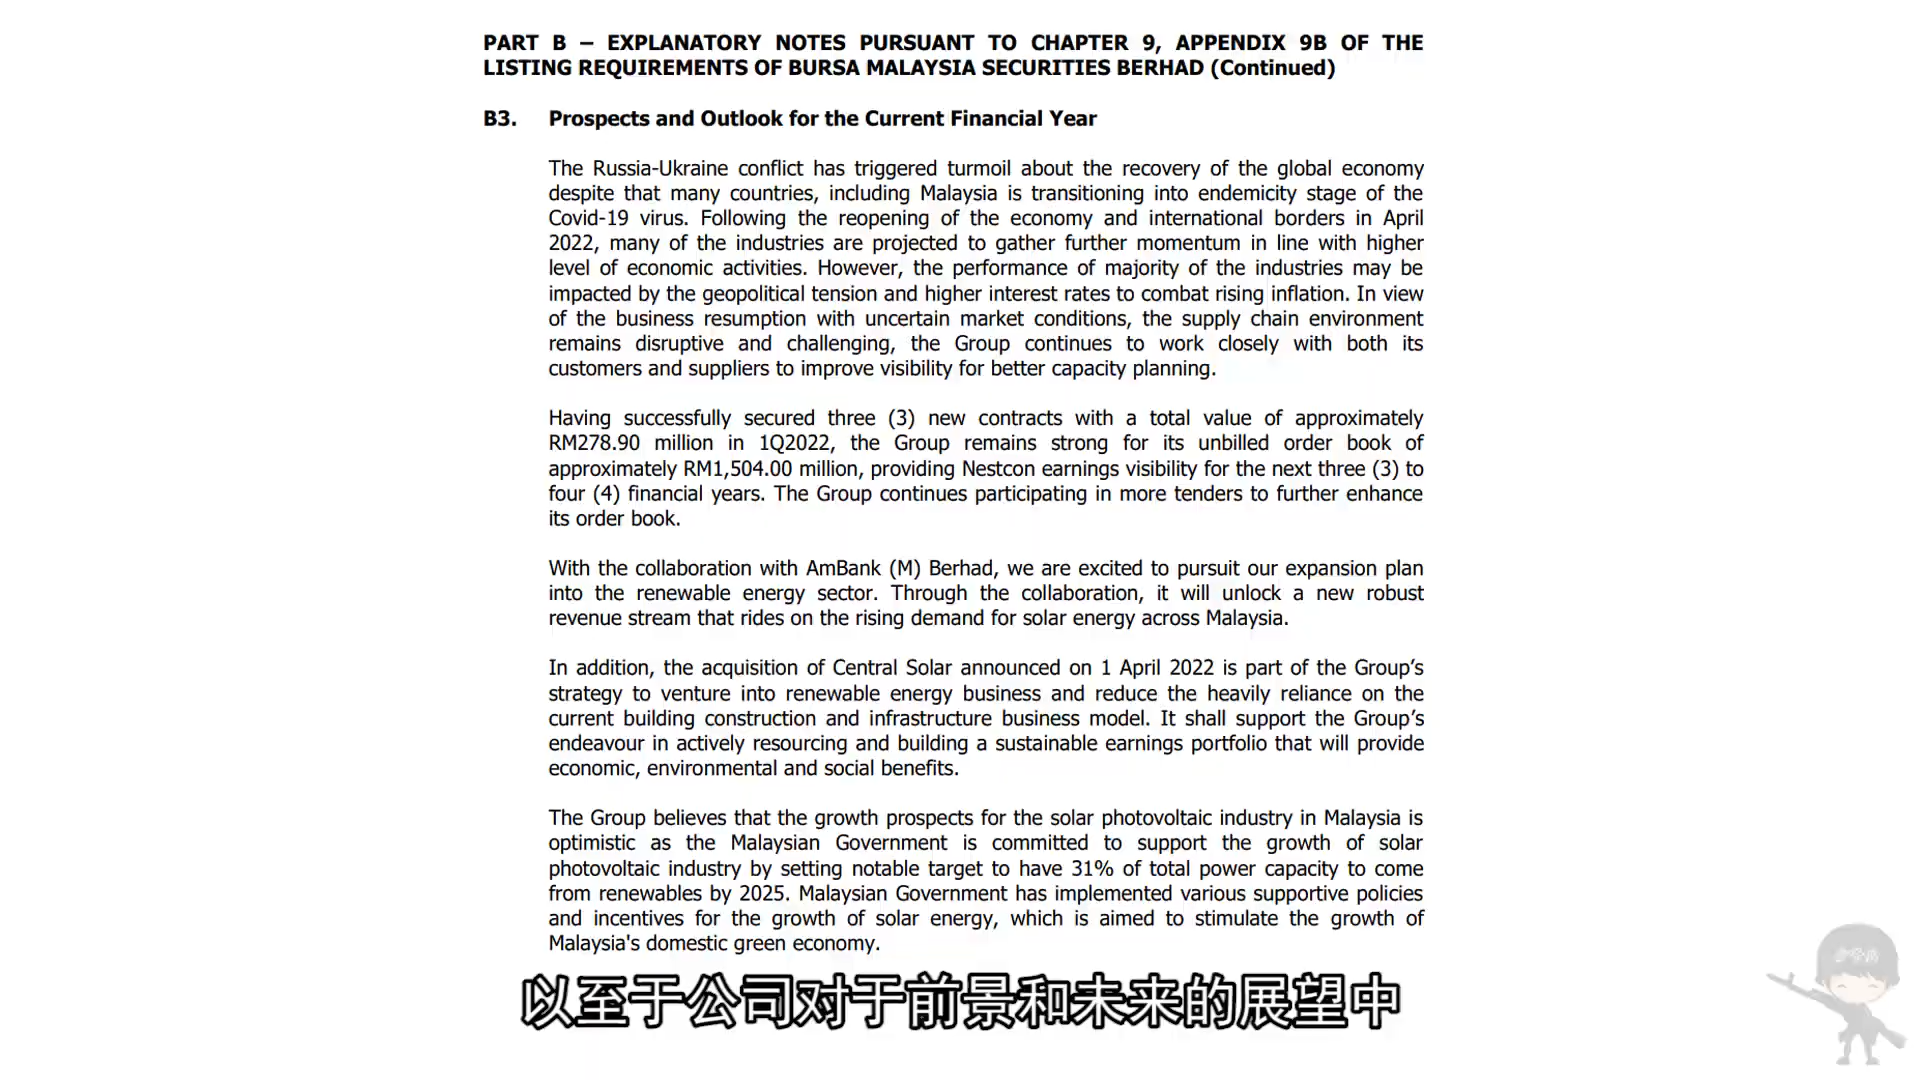 PART B – EXPLANATORY NOTES PURSUANT TO CHAPTER 9, APPENDIX 9B OF THE
LISTING REQUIREMENTS OF BURSA MALAYSIA SECURITIES BERHAD (Continued)
B3. Prospects and Outlook for the Current Financial Year
The Russia-Ukraine conflict has triggered turmoil about the recovery of the global economy
despite that many countries, including Malaysia is transitioning into endemicity stage of the
Covid-19 virus. Following the reopening of the economy and international borders in April
2022, many of the industries are projected to gather further momentum in line with higher
level of economic activities. However, the performance of majority of the industries may be
impacted by the geopolitical tension and higher interest rates to combat rising inflation. In view
of the business resumption with uncertain market conditions, the supply chain environment
remains disruptive and challenging, the Group continues to work closely with both its
customers and suppliers to improve visibility for better capacity planning.
Having successfully secured three (3) new contracts with a total value of approximately
RM278.90 million in 1Q2022, the Group remains strong for its unbilled order book of
approximately RM1,504.00 million, providing Nestcon earnings visibility for the next three (3) to
four (4) financial years. The Group continues participating in more tenders to further enhance
its order book.
With the collaboration with AmBank (M) Berhad, we are excited to pursuit our expansion plan
into the renewable energy sector. Through the collaboration, it will unlock a new robust
revenue stream that rides on the rising demand for solar energy across Malaysia.
In addition, the acquisition of Central Solar announced on 1 April 2022 is part of the Group’s
strategy to venture into renewable energy business and reduce the heavily reliance on the
current building construction and infrastructure business model. It shall support the Group’s
endeavour in actively resourcing and building a sustainable earnings portfolio that will provide
economic, environmental and social benefits.
The Group believes that the growth prospects for the solar photovoltaic industry in Malaysia is
optimistic as the Malaysian Government is committed to support the growth of solar
photovoltaic industry by setting notable target to have 31% of total power capacity to come
from renewables by 2025. Malaysian Government has implemented various supportive policies
and incentives for the growth of solar energy, which is aimed to stimulate the growth of
Malaysia's domestic green economy.
以至于公司对于前景和未来的展望中